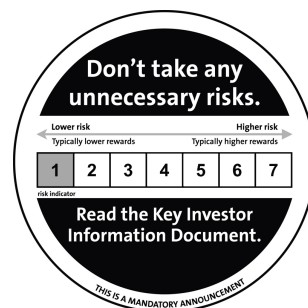 Don’t take any
unnecessary risks.
Lower risk Higher risk
Typically lower rewards Typically higher rewards
1 2 3 4 5 6 7
risk indicator
Read the Key Investor
Information Document.
THIS IS A MANDATORY ANNOUNCEMENT